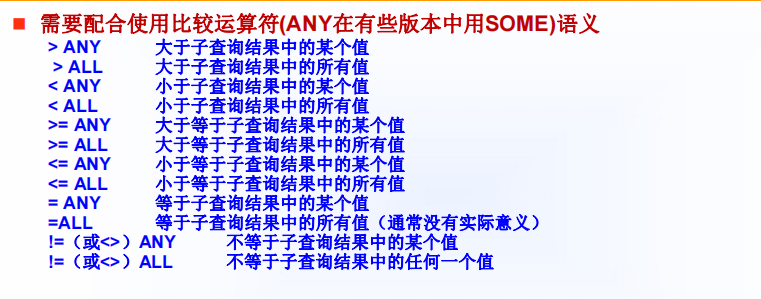 需要配合使用比较运算符(ANY在有些版本中用SOME)语义
> ANY 大于子查询结果中的某个值
> ALL 大于子查询结果中的所有值
< ANY 小于子查询结果中的某个值
< ALL 小于子查询结果中的所有值
>= ANY 大于等于子查询结果中的某个值
>= ALL 大于等于子查询结果中的所有值
<= ANY 小于等于子查询结果中的某个值
<= ALL 小于等于子查询结果中的所有值
= ANY 等于子查询结果中的某个值
=ALL 等于子查询结果中的所有值（通常没有实际意义）
!=（或<>）ANY 不等于子查询结果中的某个值
!=（或<>）ALL 不等于子查询结果中的任何一个值